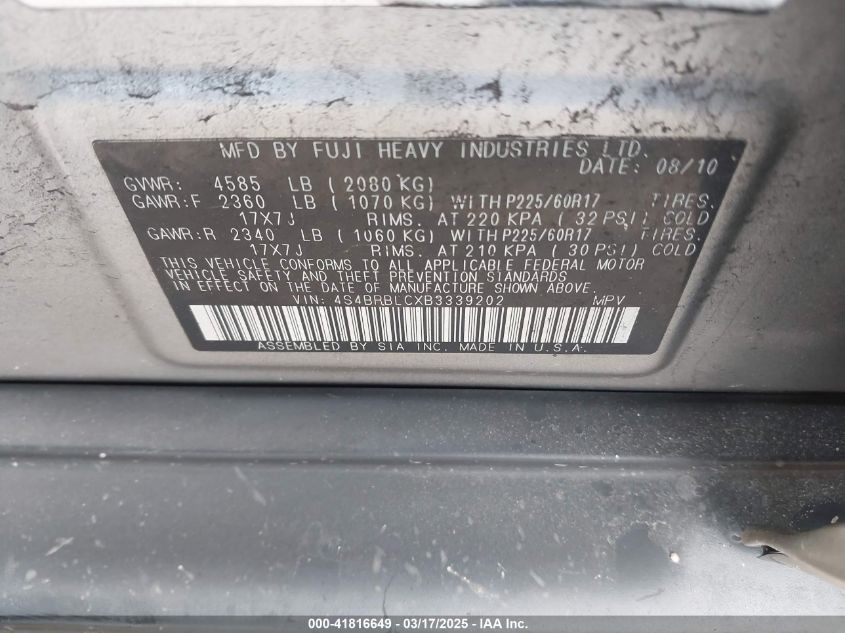 MFD BY FUJI HEAVY INDUSTRIES LTD.
DATE: 08/10
GVWR: 4585 LB ( 2080 KG)
GAWR:F 2360 LB ( 1070 KG) WITH P225/60R17 TIRES.
17X7J RIMS. AT 220 KPA ( 32 PSI) COLD
GAWR:R 2340 LB ( 1060 KG) WITH P225/60R17 TIRES.
17X7J RIMS. AT 210 KPA ( 30 PSI) COLD
THIS VEHICLE CONFORMS TO ALL APPLICABLE FEDERAL MOTOR
VEHICLE SAFETY AND THEFT PREVENTION STANDARDS
IN EFFECT ON THE DATE OF MANUFACTURE SHOWN ABOVE.
VIN: 4S4BRBLCXB3339202 MPV
ASSEMBLED BY SIA INC. MADE IN U.S.A.
000-41816649 - 03/17/2025 - IAA Inc.